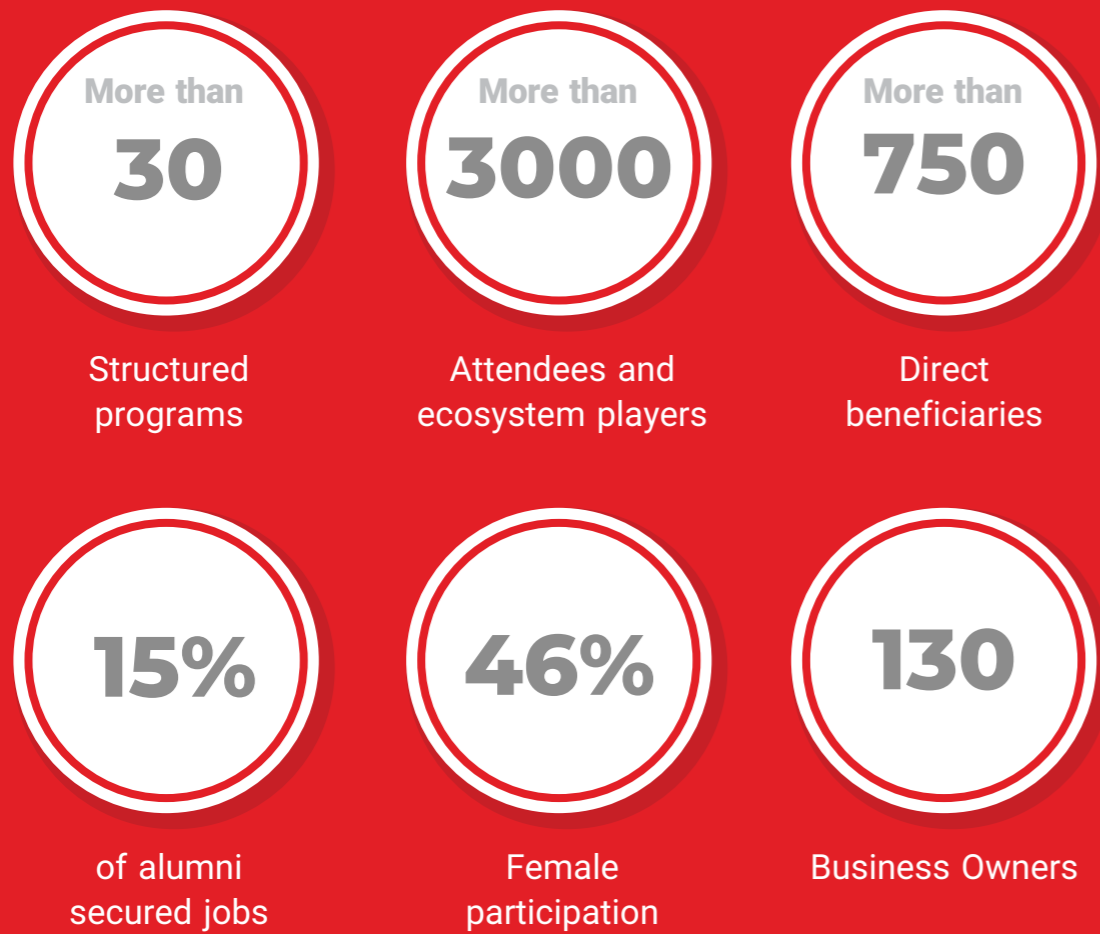 More than
30
Structured
programs
More than
3000
Attendees and
ecosystem players
More than
750
Direct
beneficiaries
15%
of alumni
secured jobs
46%
Female
participation
130
Business Owners